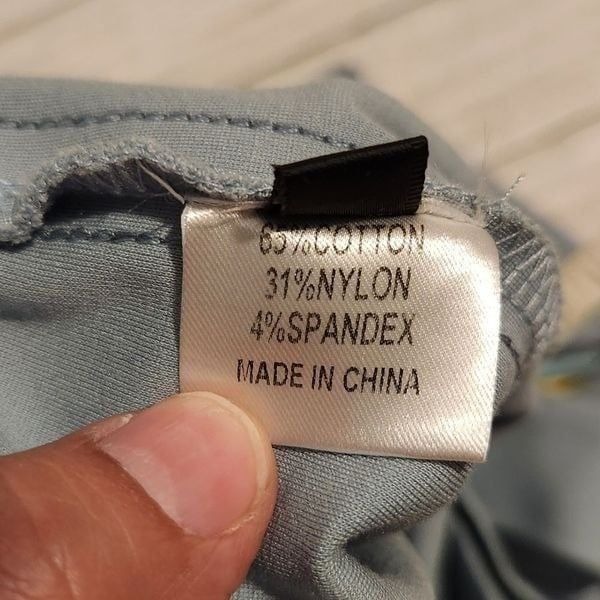 65%COTTON
31%NYLON
4%SPANDEX
MADE IN CHINA